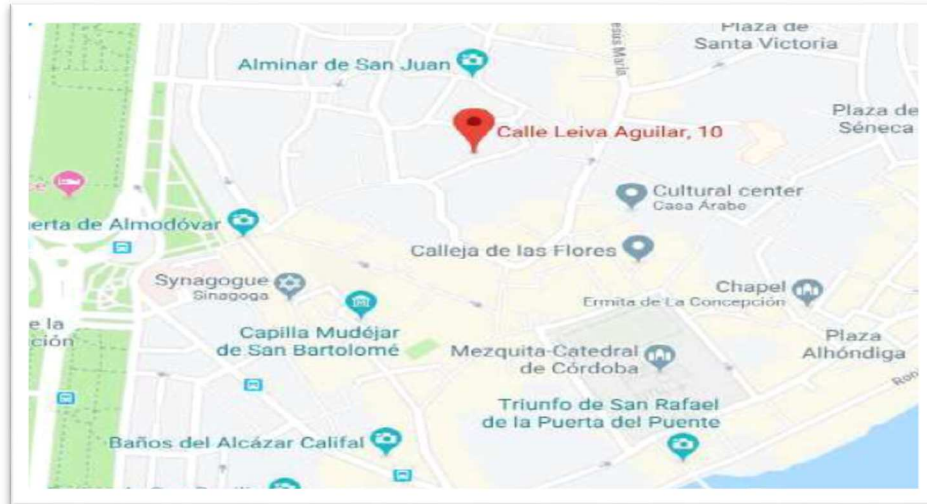 Plaza de
Santa Victoria
Alminar de San Juan
Jesús María
Plaza de
Séneca
Calle Leiva Aguilar, 10
Cultural center
Casa Árabe
erta de Almodóvar
Calleja de las Flores
Synagogue
Sinagoga
Chapel
Ermita de La Concepción
e la
ción
Capilla Mudéjar
de San Bartolomé
Mezquita-Catedral
de Córdoba
Plaza
Alhóndiga
Ron
Triunfo de San Rafael
de la Puerta del Puente
Baños del Alcázar Califal